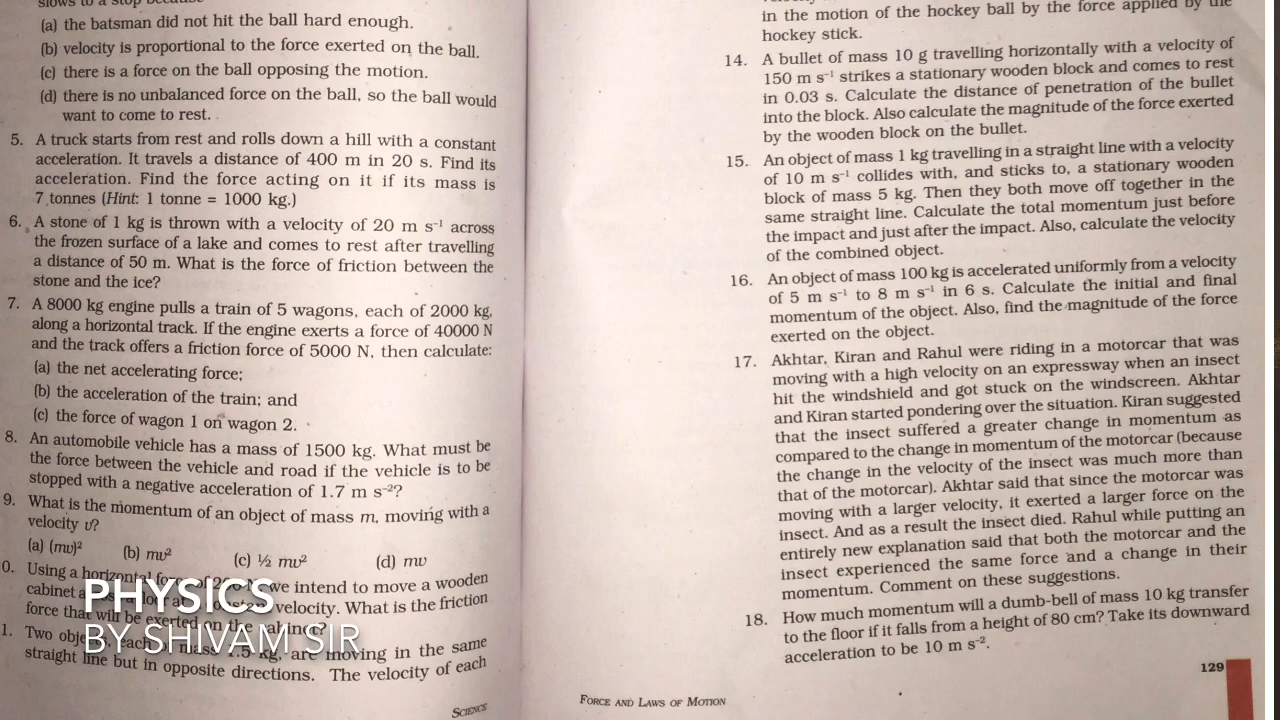 slows to a stop because
(a) the batsman did not hit the ball hard enough.
(b) velocity is proportional to the force exerted on the ball.
(c) there is a force on the ball opposing the motion.
(d) there is no unbalanced force on the ball, so the ball would
want to come to rest.
5. A truck starts from rest and rolls down a hill with a constant
acceleration. It travels a distance of 400 m in 20 s. Find its
acceleration. Find the force acting on it if its mass is
7 tonnes (Hint: 1 tonne = 1000 kg.)
6. A stone of 1 kg is thrown with a velocity of 20 m s⁻¹ across
the frozen surface of a lake and comes to rest after travelling
a distance of 50 m. What is the force of friction between the
stone and the ice?
7. A 8000 kg engine pulls a train of 5 wagons, each of 2000 kg,
along a horizontal track. If the engine exerts a force of 40000 N
and the track offers a friction force of 5000 N, then calculate:
(a) the net accelerating force;
(b) the acceleration of the train; and
(c) the force of wagon 1 on wagon 2.
8. An automobile vehicle has a mass of 1500 kg. What must be
the force between the vehicle and road if the vehicle is to be
stopped with a negative acceleration of 1.7 m s⁻²?
9. What is the momentum of an object of mass m, moving with a
velocity v?
(a) (mv)² (b) mv² (c) ½ mv² (d) mv
0. Using a horizontal force of we intend to move a wooden
cabinet velocity. What is the friction
force that will be exerted on the cabinet?
1. Two objects, each of mass 1.5 kg, are moving in the same
straight line but in opposite directions. The velocity of each
SCIENCE
PHYSICS
BY SHIVAM SIR
in the motion of the hockey ball by the force applied by the
hockey stick.
14. A bullet of mass 10 g travelling horizontally with a velocity of
150 m s⁻¹ strikes a stationary wooden block and comes to rest
in 0.03 s. Calculate the distance of penetration of the bullet
into the block. Also calculate the magnitude of the force exerted
by the wooden block on the bullet.
15. An object of mass 1 kg travelling in a straight line with a velocity
of 10 m s⁻¹ collides with, and sticks to, a stationary wooden
block of mass 5 kg. Then they both move off together in the
same straight line. Calculate the total momentum just before
the impact and just after the impact. Also, calculate the velocity
of the combined object.
16. An object of mass 100 kg is accelerated uniformly from a velocity
of 5 m s⁻¹ to 8 m s⁻¹ in 6 s. Calculate the initial and final
momentum of the object. Also, find the magnitude of the force
exerted on the object.
17. Akhtar, Kiran and Rahul were riding in a motorcar that was
moving with a high velocity on an expressway when an insect
hit the windshield and got stuck on the windscreen. Akhtar
and Kiran started pondering over the situation. Kiran suggested
that the insect suffered a greater change in momentum as
compared to the change in momentum of the motorcar (because
the change in the velocity of the insect was much more than
that of the motorcar). Akhtar said that since the motorcar was
moving with a larger velocity, it exerted a larger force on the
insect. And as a result the insect died. Rahul while putting an
entirely new explanation said that both the motorcar and the
insect experienced the same force and a change in their
momentum. Comment on these suggestions.
18. How much momentum will a dumb-bell of mass 10 kg transfer
to the floor if it falls from a height of 80 cm? Take its downward
acceleration to be 10 m s⁻².
129
FORCE AND LAWS OF MOTION